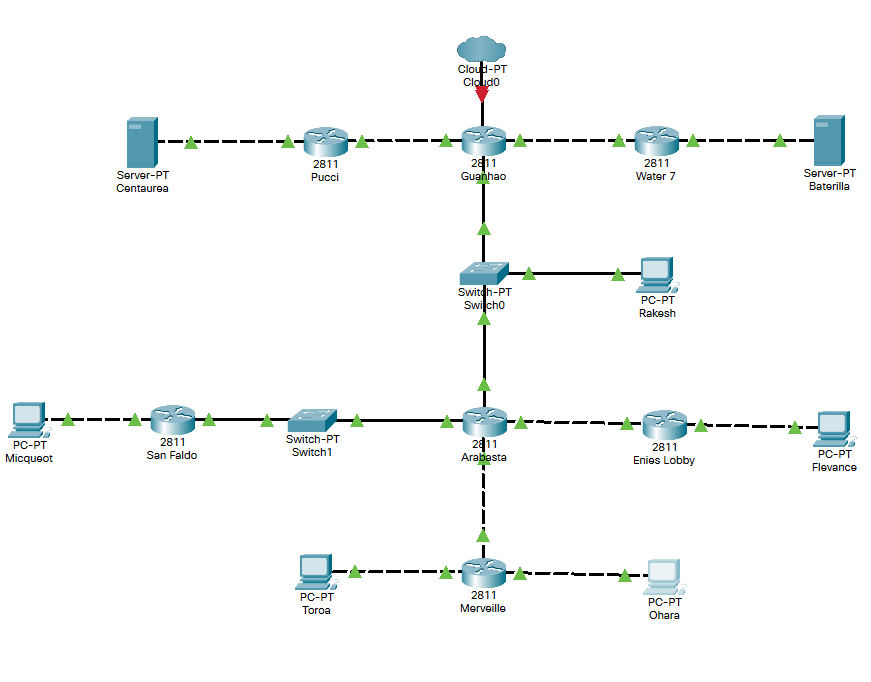 Cloud-PT
Cloud0
Server-PT
Centaurea
2811
Pucci
2811
Guanhao
2811
Water 7
Server-PT
Baterilla
Switch-PT
Switch0
PC-PT
Rakesh
PC-PT
Micqueot
2811
San Faldo
Switch-PT
Switch1
2811
Arabasta
2811
Enies Lobby
PC-PT
Flevance
PC-PT
Toroa
2811
Merveille
PC-PT
Ohara